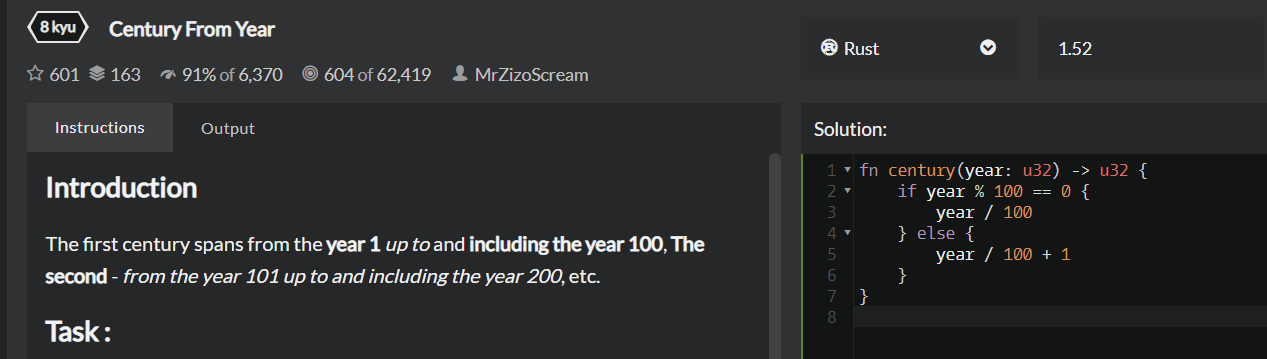 8 kyu Century From Year
601 163 91% of 6,370 604 of 62,419 MrZizoScream
Rust 1.52
Instructions Output
Introduction
The first century spans from the year 1 up to and including the year 100, The
second - from the year 101 up to and including the year 200, etc.
Task :
Solution:
1 fn century(year: u32) -> u32 {
2     if year % 100 == 0 {
3         year / 100
4     } else {
5         year / 100 + 1
6     }
7 }
8